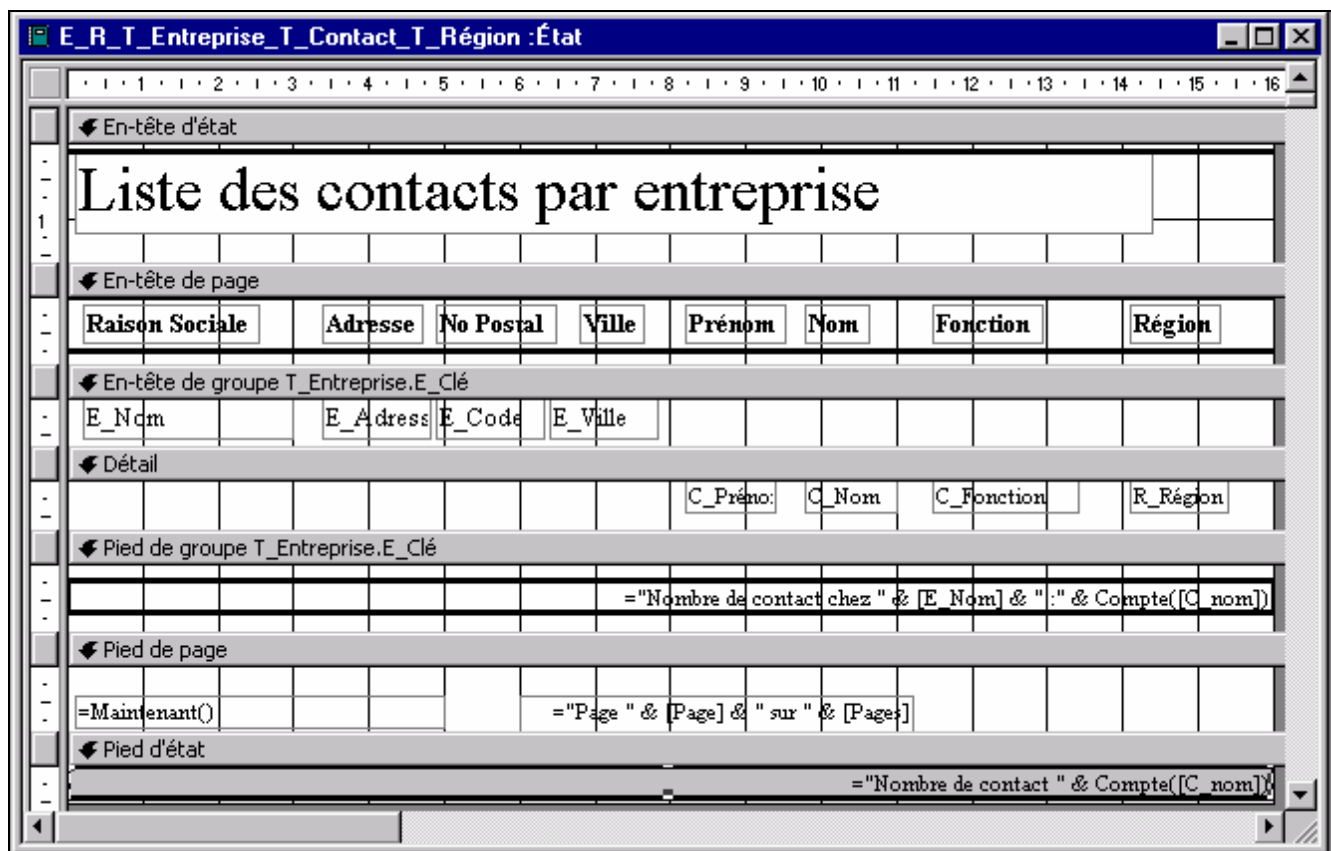 E_R_T_Entreprise_T_Contact_T_Région :État
1 2 3 4 5 6 7 8 9 10 11 12 13 14 15 16
En-tête d'état
Liste des contacts par entreprise
1
En-tête de page
Raison Sociale Adresse No Postal Ville Prénom Nom Fonction Région
En-tête de groupe T_Entreprise.E_Clé
E_Nom E_Adress E_Code E_Ville
Détail
C_Préno: C_Nom C_Fonction R_Région
Pied de groupe T_Entreprise.E_Clé
="Nombre de contact chez " & [E_Nom] & " :" & Compte([C_nom])
Pied de page
=Maintenant() ="Page " & [Page] & " sur " & [Pages]
Pied d'état
="Nombre de contact " & Compte([C_nom])